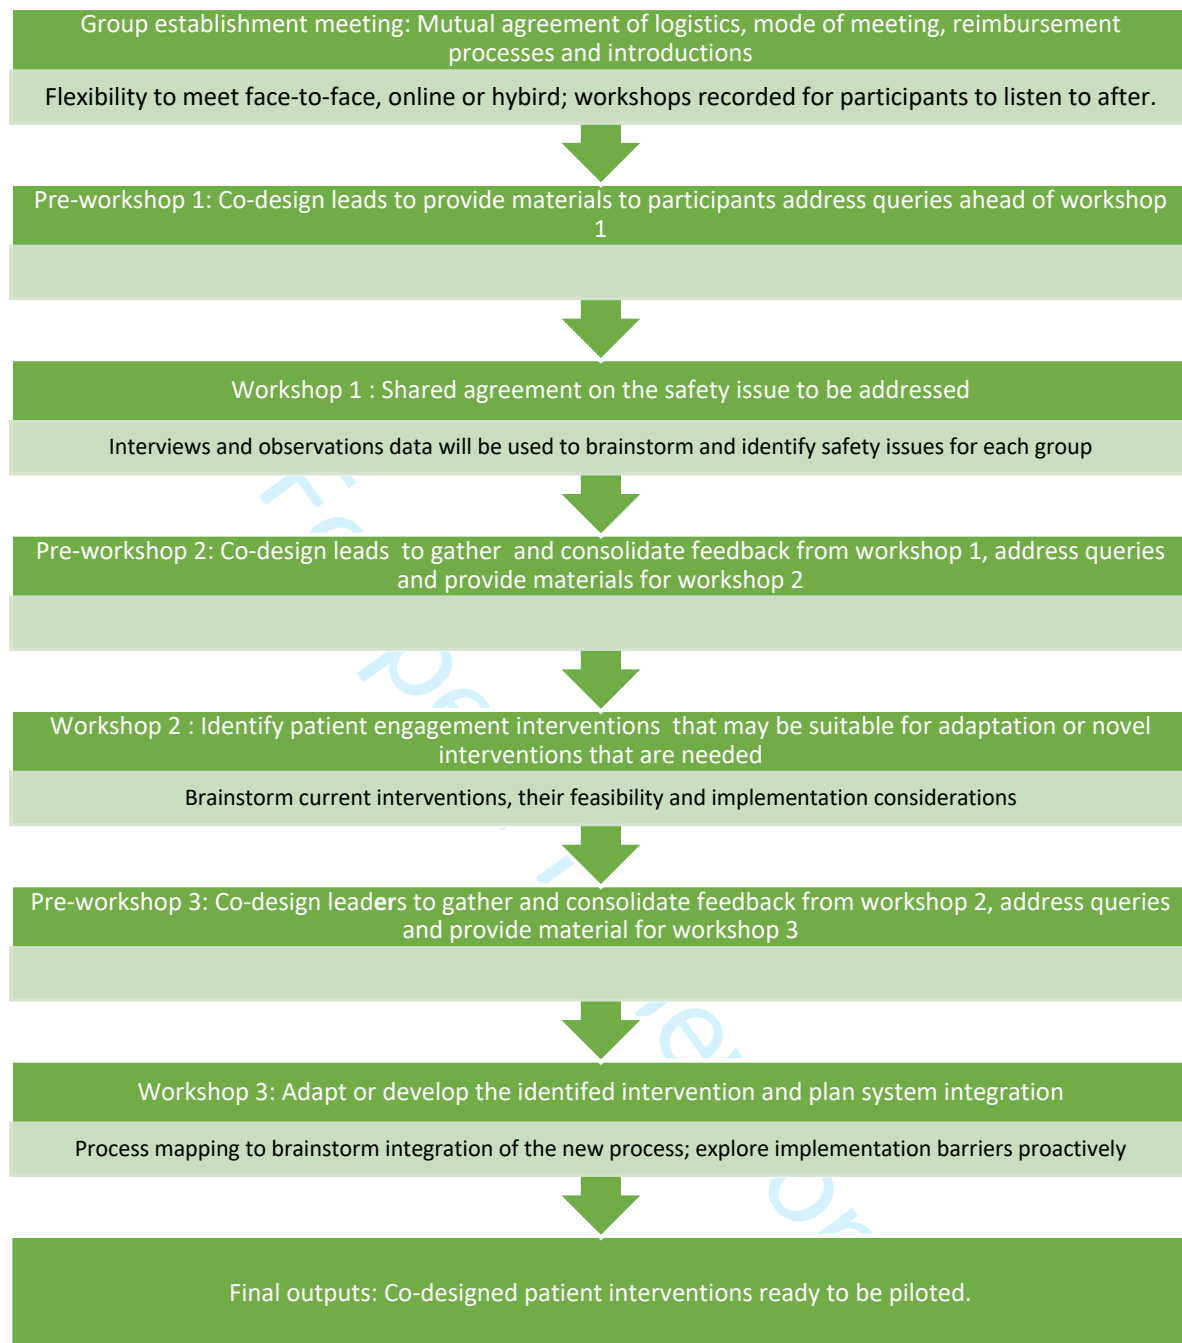 Group establishment meeting: Mutual agreement of logistics, mode of meeting, reimbursement
processes and introductions
Flexibility to meet face-to-face, online or hybird; workshops recorded for participants to listen to after.
Pre-workshop 1: Co-design leads to provide materials to participants address queries ahead of workshop
1
Workshop 1 : Shared agreement on the safety issue to be addressed
Interviews and observations data will be used to brainstorm and identify safety issues for each group
Pre-workshop 2: Co-design leads  to gather  and consolidate feedback from workshop 1, address queries
and provide materials for workshop 2
Workshop 2 : Identify patient engagement interventions  that may be suitable for adaptation or novel
interventions that are needed
Brainstorm current interventions, their feasibility and implementation considerations
Pre-workshop 3: Co-design leaders to gather and consolidate feedback from workshop 2, address queries
and provide material for workshop 3
Workshop 3: Adapt or develop the identifed intervention and plan system integration
Process mapping to brainstorm integration of the new process; explore implementation barriers proactively
Final outputs: Co-designed patient interventions ready to be piloted.